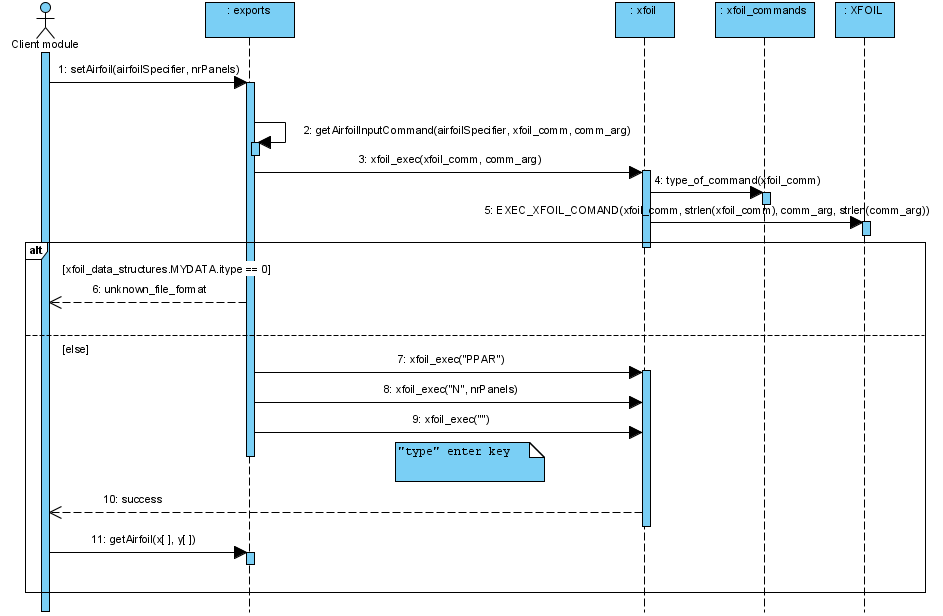 : exports
: xfoil
: xfoil_commands
: XFOIL
Client module
1: setAirfoil(airfoilSpecifier, nrPanels)
2: getAirfoilInputCommand(airfoilSpecifier, xfoil_comm, comm_arg)
3: xfoil_exec(xfoil_comm, comm_arg)
4: type_of_command(xfoil_comm)
5: EXEC_XFOIL_COMAND(xfoil_comm, strlen(xfoil_comm), comm_arg, strlen(comm_arg))
alt
[xfoil_data_structures.MYDATA.itype == 0]
6: unknown_file_format
[else]
7: xfoil_exec("PPAR")
8: xfoil_exec("N", nrPanels)
9: xfoil_exec("")
"type" enter key
10: success
11: getAirfoil(x[ ], y[ ])